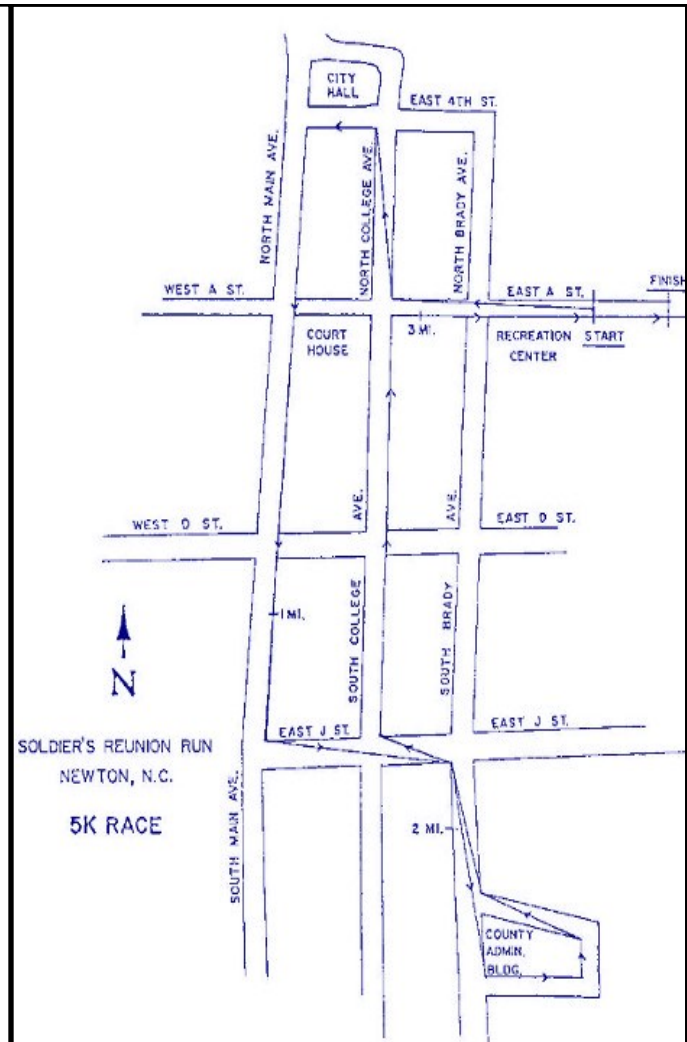 CITY
HALL
EAST 4TH ST.
NORTH MAIN AVE.
NORTH COLLEGE AVE.
NORTH BRADY AVE.
WEST A ST.
EAST A ST.
FINISH
COURT
HOUSE
3 MI.
RECREATION
CENTER
START
AVE.
AVE.
WEST D ST.
EAST D ST.
1 MI.
SOUTH COLLEGE
SOUTH BRADY
N
EAST J ST.
EAST J ST.
SOLDIER'S REUNION RUN
NEWTON, N.C.
5K RACE
SOUTH MAIN AVE.
2 MI.
COUNTY
ADMIN.
BLDG.